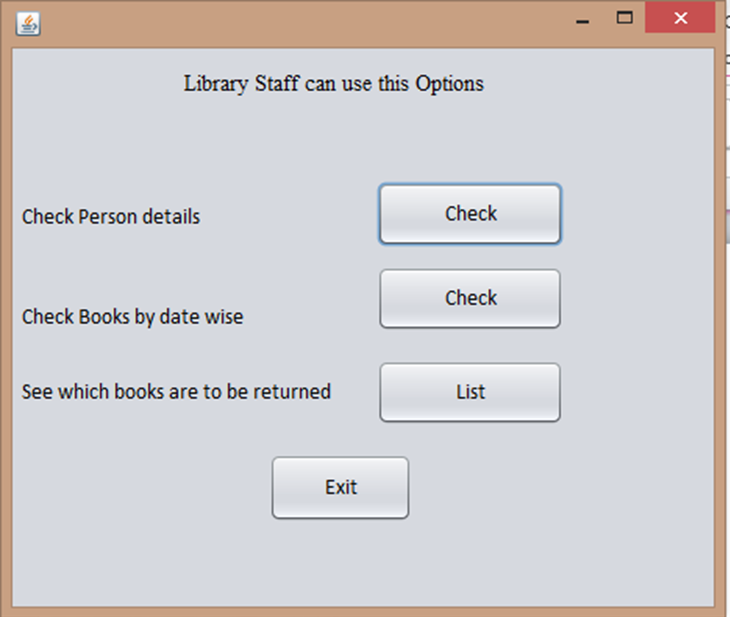 Library Staff can use this Options
Check Person details
Check
Check Books by date wise
Check
See which books are to be returned
List
Exit